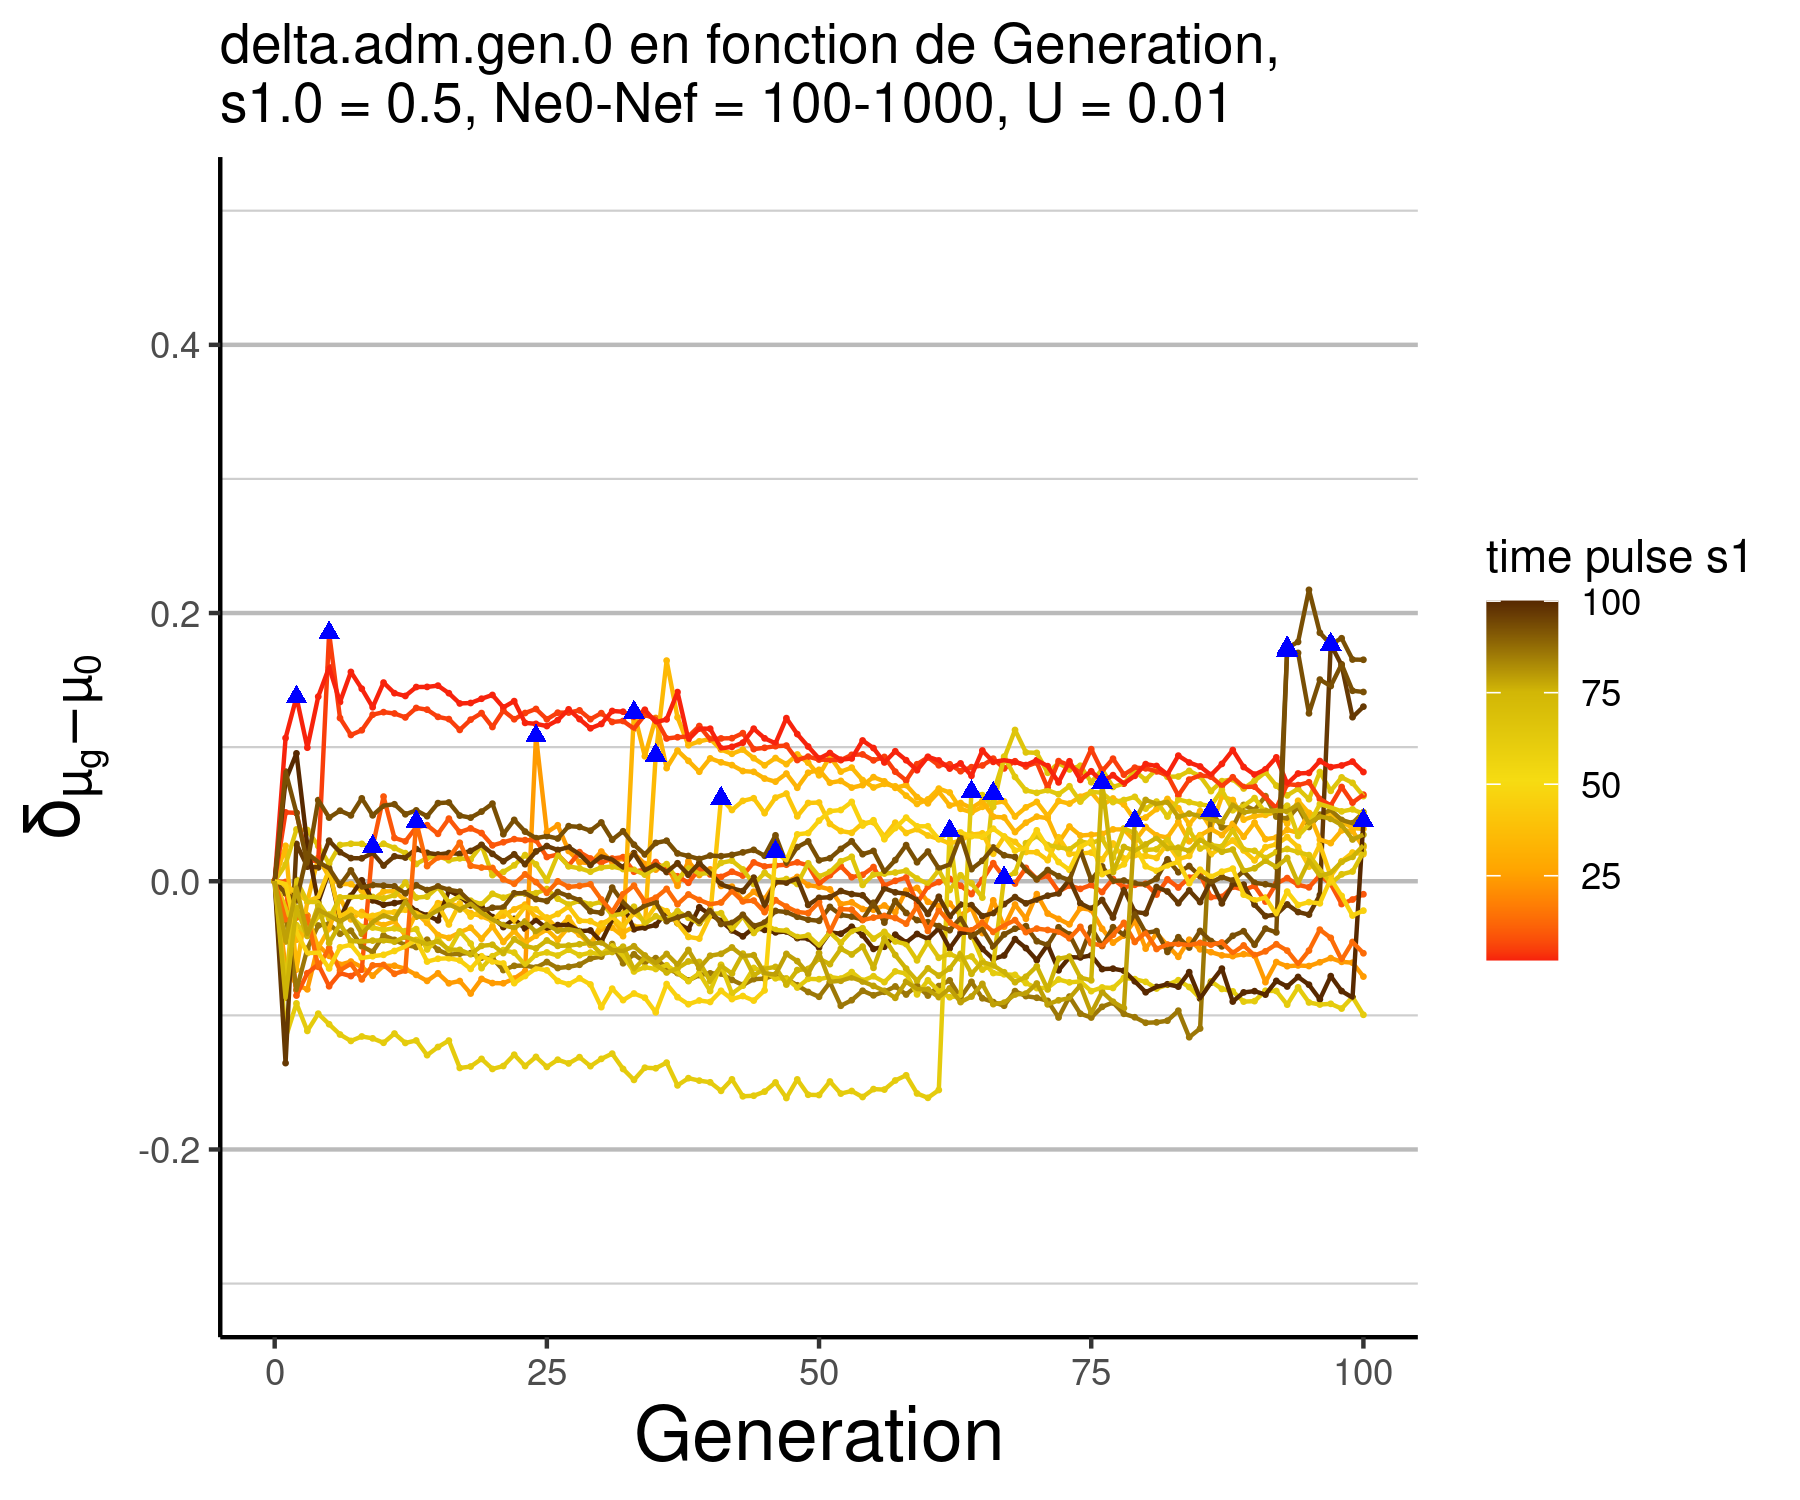 delta.adm.gen.0 en fonction de Generation,
s1.0 = 0.5, Ne0-Nef = 100-1000, U = 0.01
δμg−μ0
0.4
0.2
0.0
-0.2
0
25
50
75
100
Generation
time pulse s1
100
75
50
25